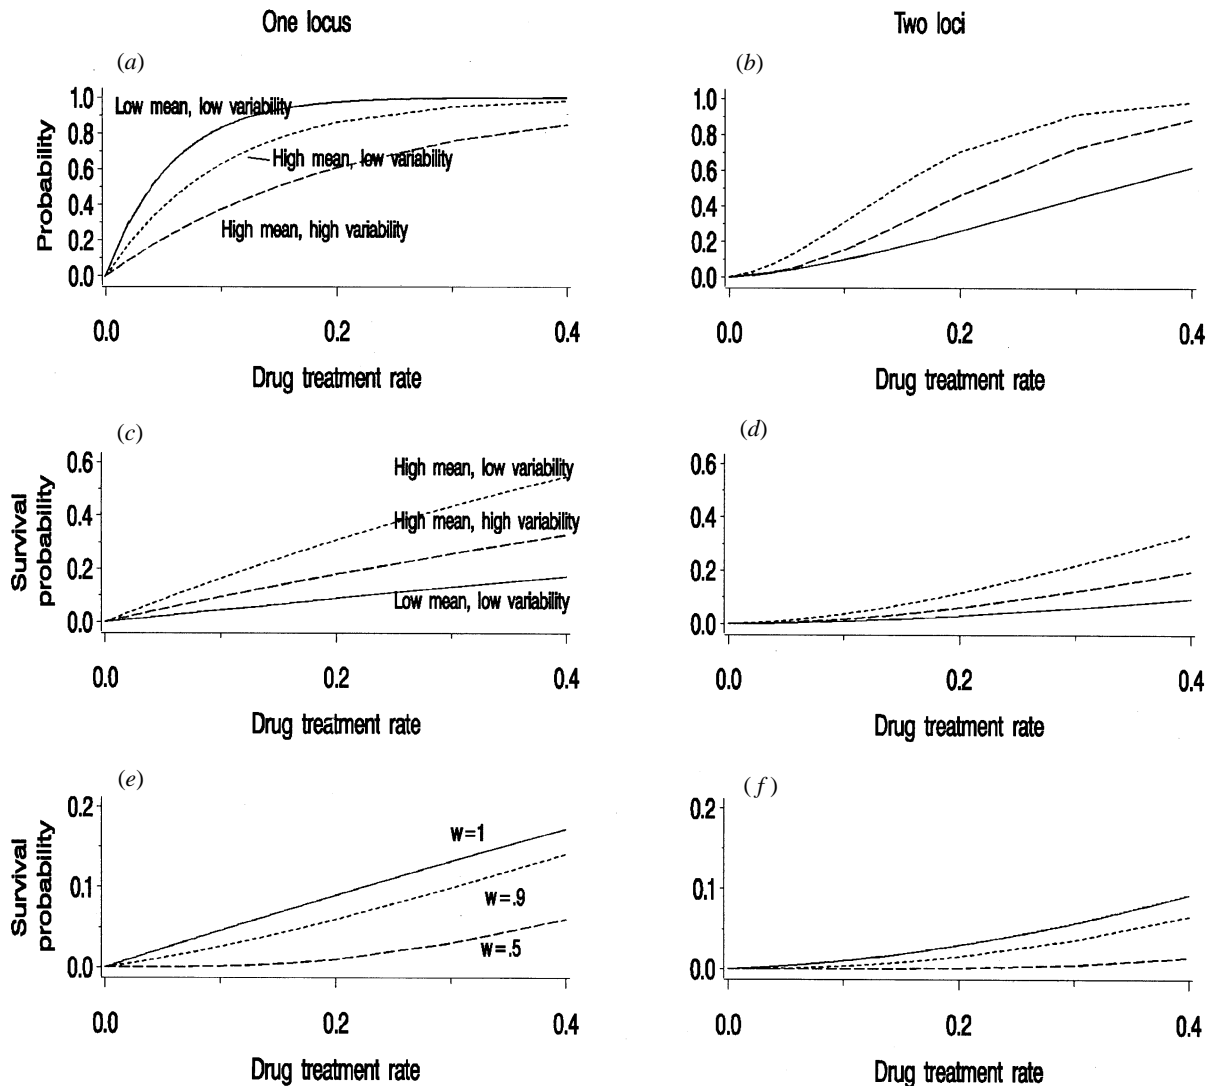 One locus
Two loci
(a)
(b)
Probability
1.0
0.8
0.6
0.4
0.2
0.0
Low mean, low variability
High mean, low variability
High mean, high variability
0.0
0.2
0.4
Drug treatment rate
1.0
0.8
0.6
0.4
0.2
0.0
0.0
0.2
0.4
Drug treatment rate
(c)
(d)
Survival
probability
0.6
0.4
0.2
0.0
High mean, low variability
High mean, high variability
Low mean, low variability
0.0
0.2
0.4
Drug treatment rate
0.6
0.4
0.2
0.0
0.0
0.2
0.4
Drug treatment rate
(e)
(f)
Survival
probability
0.2
0.1
0.0
w=1
w=.9
w=.5
0.0
0.2
0.4
Drug treatment rate
0.2
0.1
0.0
0.0
0.2
0.4
Drug treatment rate